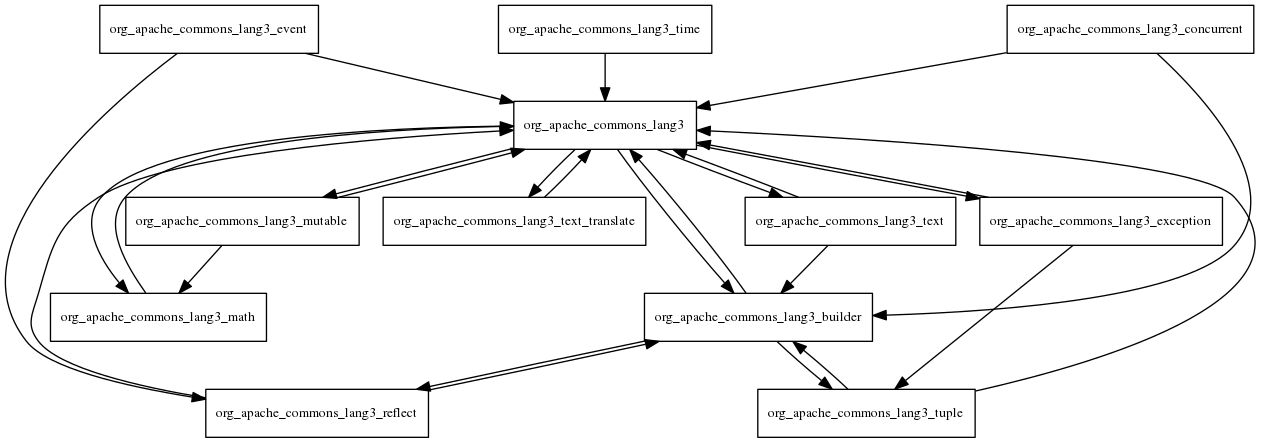 org_apache_commons_lang3_event
org_apache_commons_lang3_time
org_apache_commons_lang3_concurrent
org_apache_commons_lang3
org_apache_commons_lang3_mutable
org_apache_commons_lang3_text_translate
org_apache_commons_lang3_text
org_apache_commons_lang3_exception
org_apache_commons_lang3_math
org_apache_commons_lang3_builder
org_apache_commons_lang3_reflect
org_apache_commons_lang3_tuple